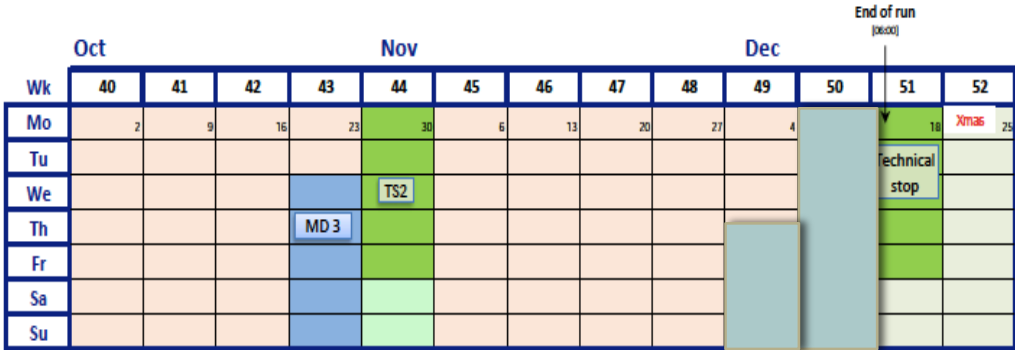 End of run
[06:00]
Oct Nov Dec
Wk 40 41 42 43 44 45 46 47 48 49 50 51 52
Mo 2 9 16 23 30 6 13 20 27 4 18 Xmas 25
Tu Technical
We TS2 stop
Th MD 3
Fr
Sa
Su